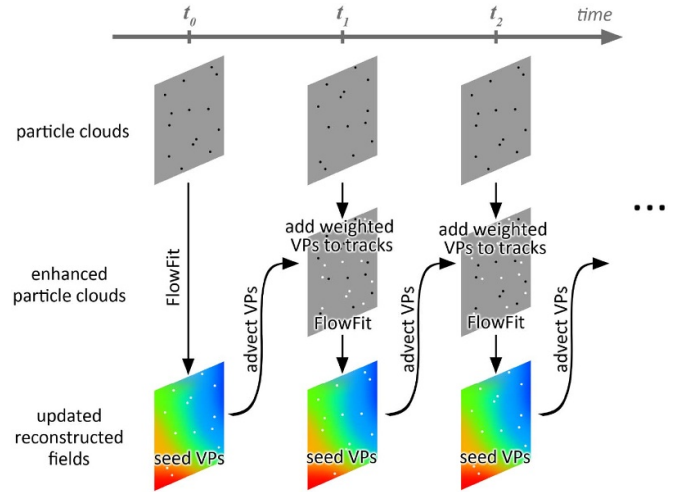 t0 t1 t2 time
particle clouds
add weighted
VPs to tracks
add weighted
VPs to tracks
enhanced
particle clouds
FlowFit
advect VPs
FlowFit
advect VPs
FlowFit
advect VPs
updated
reconstructed
fields
seed VPs
seed VPs
seed VPs
...